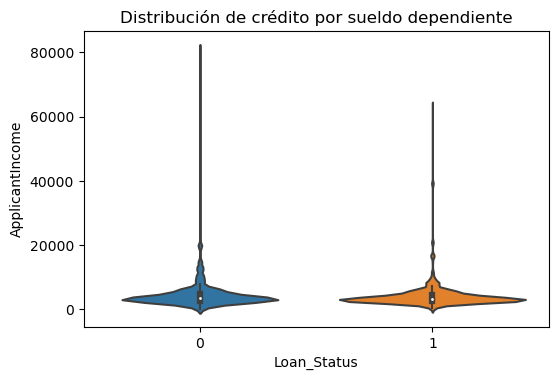 Distribución de crédito por sueldo dependiente
80000
60000
40000
20000
0
ApplicantIncome
0 1
Loan_Status